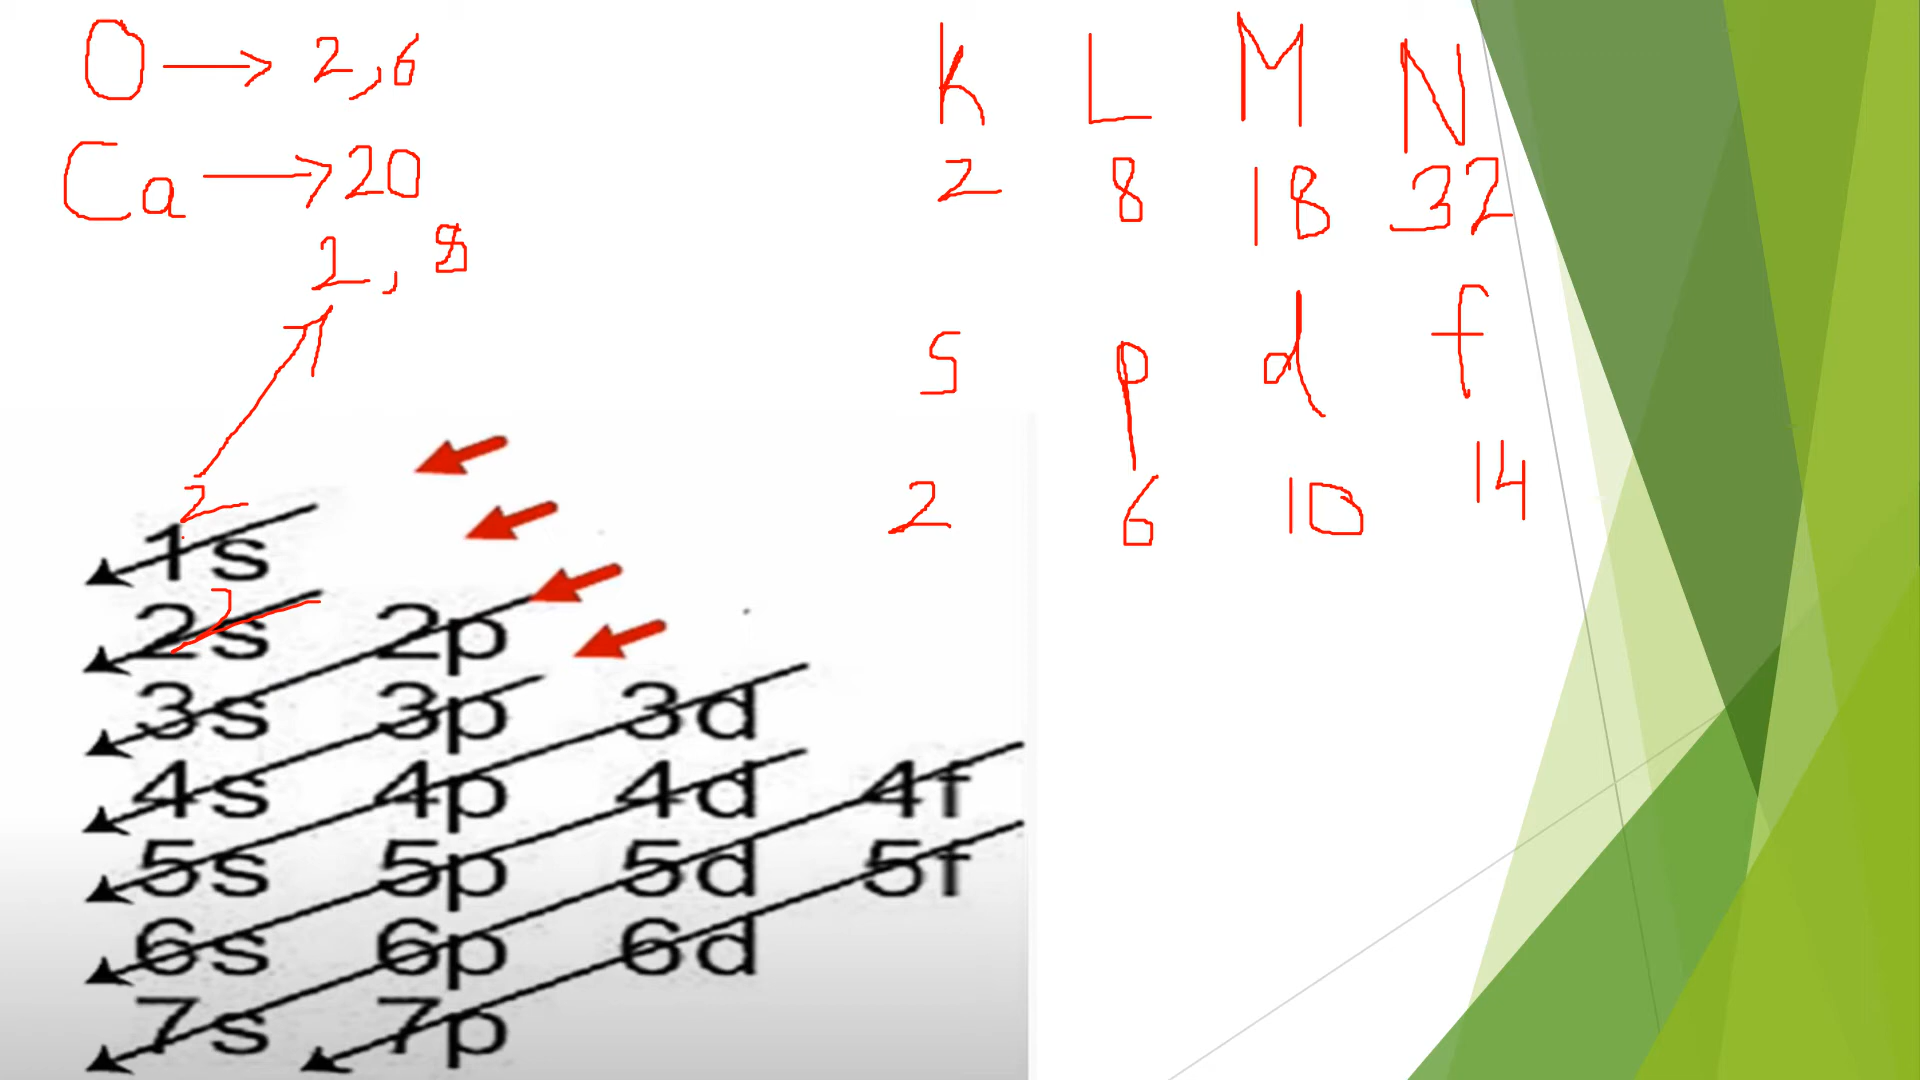 O → 2,6
Ca → 20
2, 8
K L M N
2 8 18 32
s p d f
2 6 10 14
2
1s
2
2s 2p
3s 3p 3d
4s 4p 4d 4f
5s 5p 5d 5f
6s 6p 6d
7s 7p